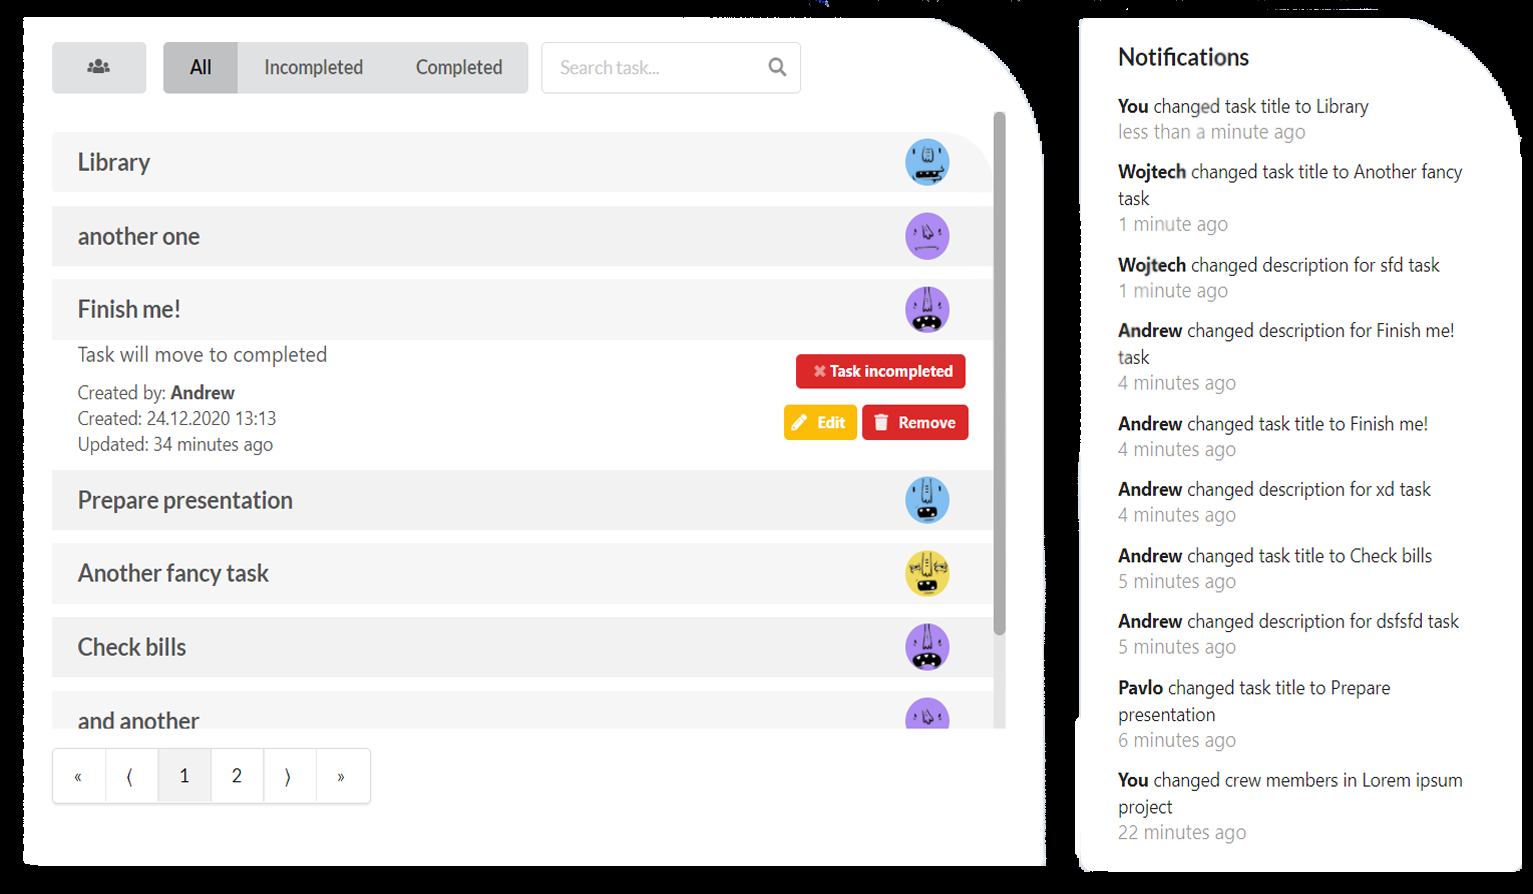 All Incompleted Completed Search task...
Library
another one
Finish me!
Task will move to completed
Created by: Andrew
Created: 24.12.2020 13:13
Updated: 34 minutes ago
Task incompleted
Edit Remove
Prepare presentation
Another fancy task
Check bills
and another
« ⟨ 1 2 ⟩ »
Notifications
You changed task title to Library
less than a minute ago
Wojtech changed task title to Another fancy
task
1 minute ago
Wojtech changed description for sfd task
1 minute ago
Andrew changed description for Finish me!
task
4 minutes ago
Andrew changed task title to Finish me!
4 minutes ago
Andrew changed description for xd task
4 minutes ago
Andrew changed task title to Check bills
5 minutes ago
Andrew changed description for dsfsfd task
5 minutes ago
Pavlo changed task title to Prepare
presentation
6 minutes ago
You changed crew members in Lorem ipsum
project
22 minutes ago